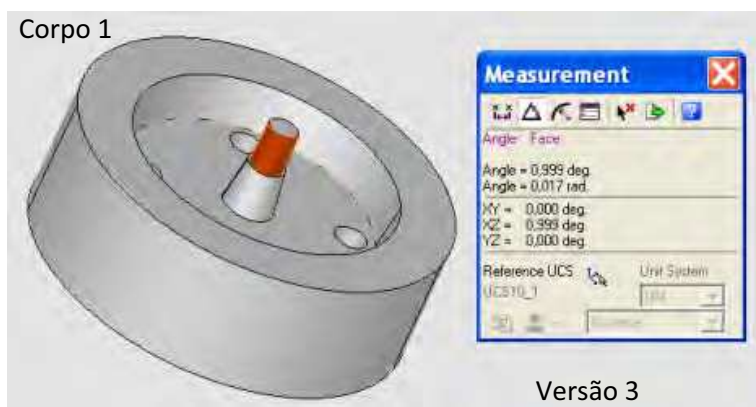 Corpo 1
Measurement
Angle: Face
Angle = 0,999 deg.
Angle = 0,017 rad.
XY = 0,000 deg.
XZ = 0,999 deg.
YZ = 0,000 deg.
Reference UCS
Unit System
UCS10_1
Versão 3